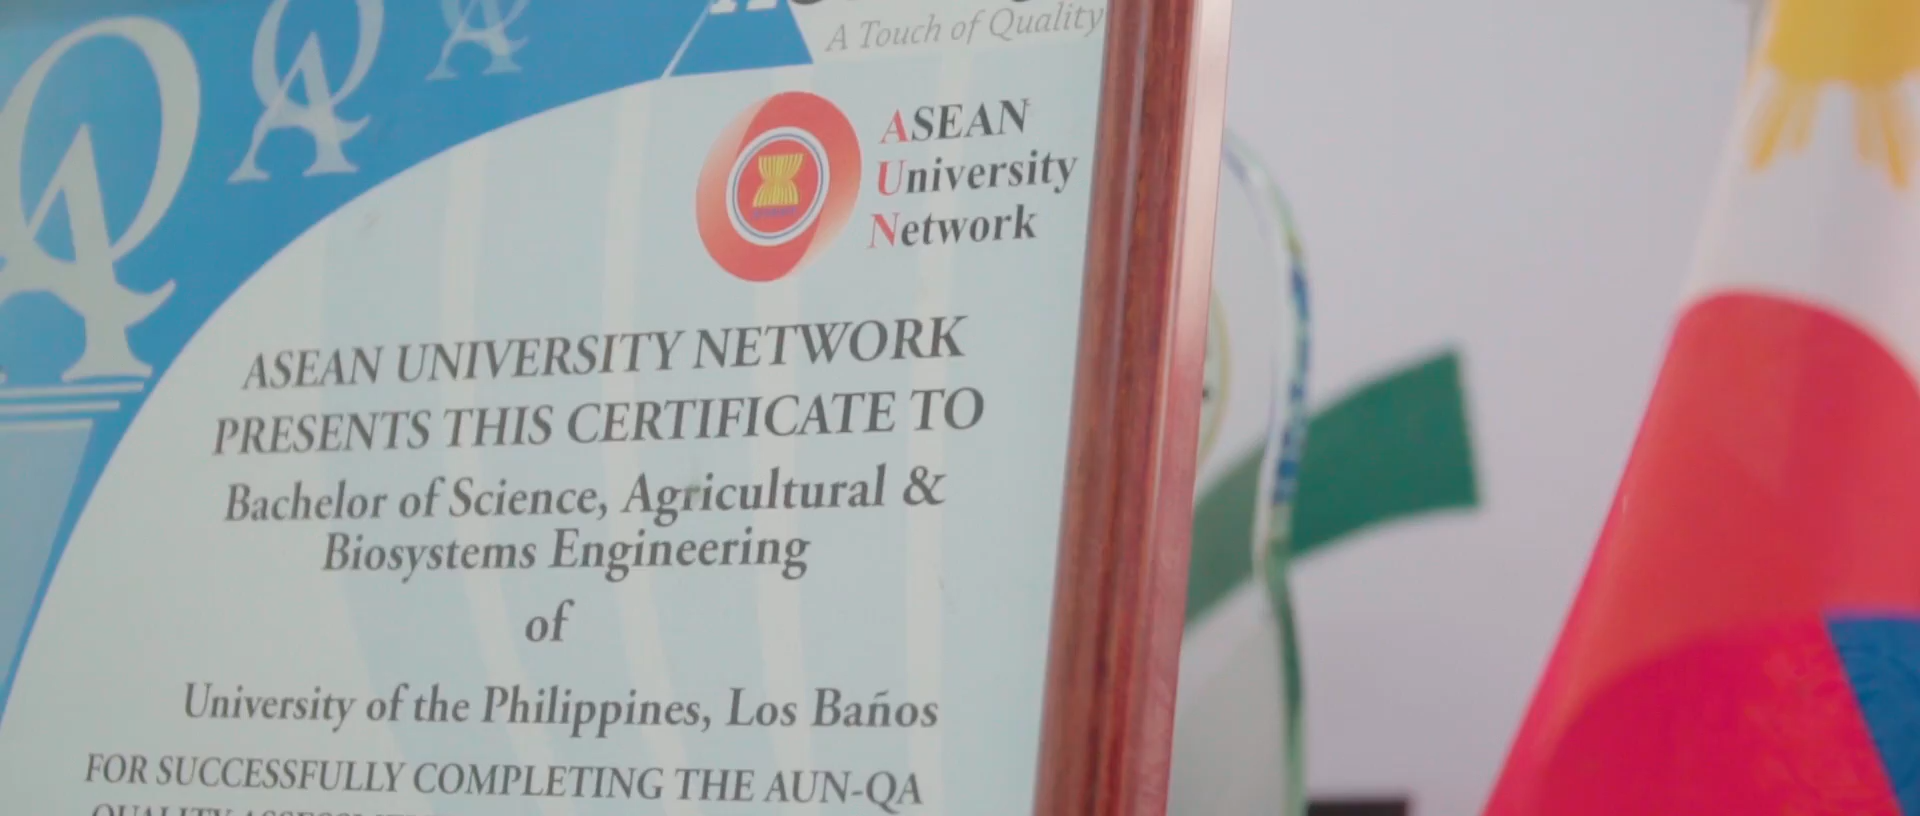 A Touch of Quality
ASEAN
University
Network
ASEAN UNIVERSITY NETWORK
PRESENTS THIS CERTIFICATE TO
Bachelor of Science, Agricultural &
Biosystems Engineering
of
University of the Philippines, Los Baños
FOR SUCCESSFULLY COMPLETING THE AUN-QA